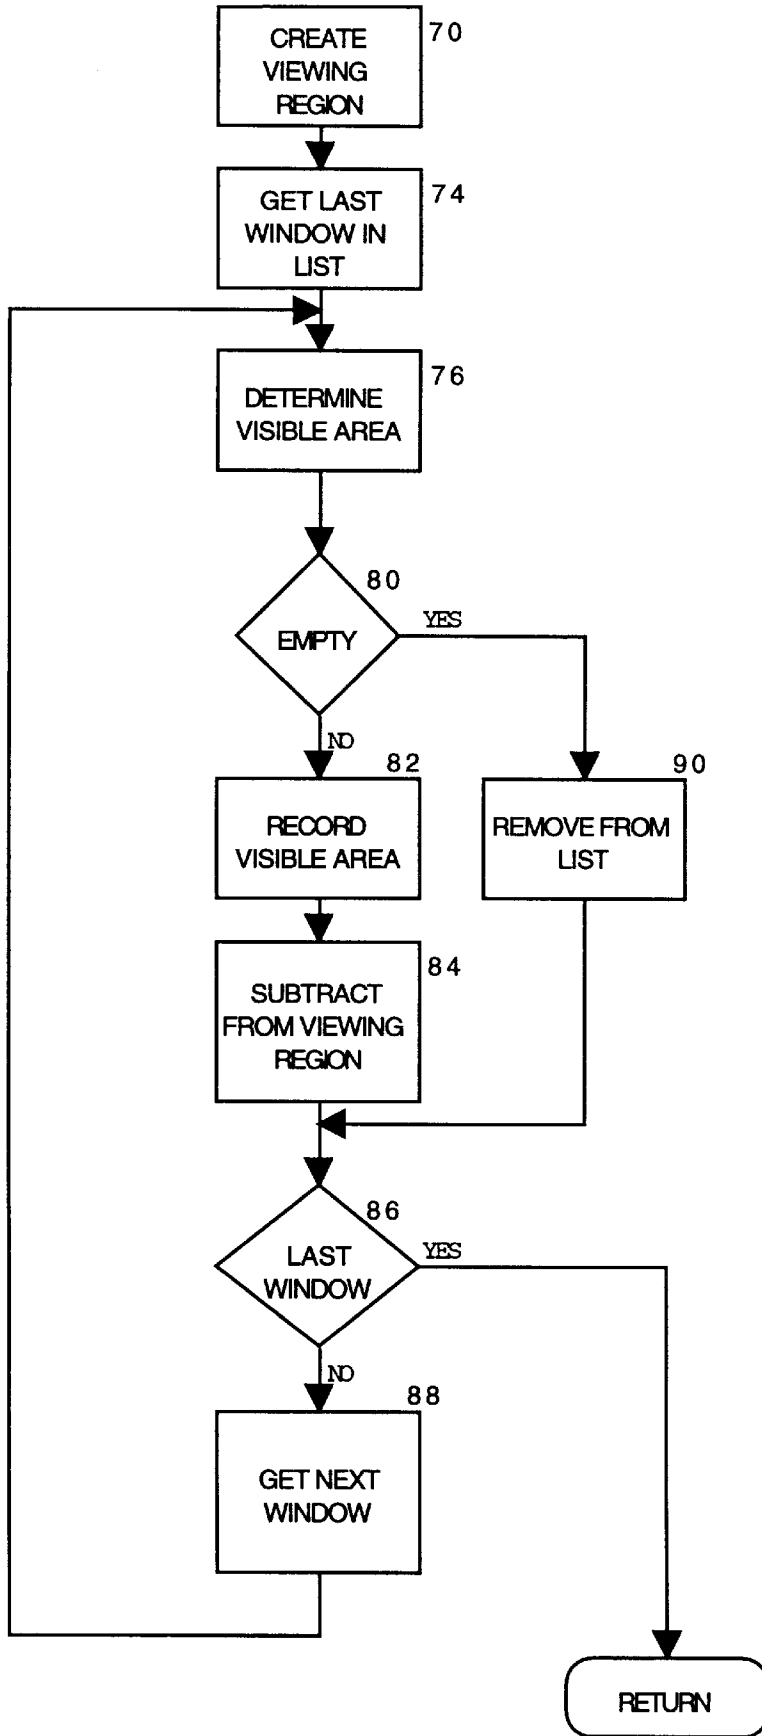 70
CREATE
VIEWING
REGION
74
GET LAST
WINDOW IN
LIST
76
DETERMINE
VISIBLE AREA
80
EMPTY
YES
NO
82
RECORD
VISIBLE AREA
90
REMOVE FROM
LIST
84
SUBTRACT
FROM VIEWING
REGION
86
LAST
WINDOW
YES
NO
88
GET NEXT
WINDOW
RETURN